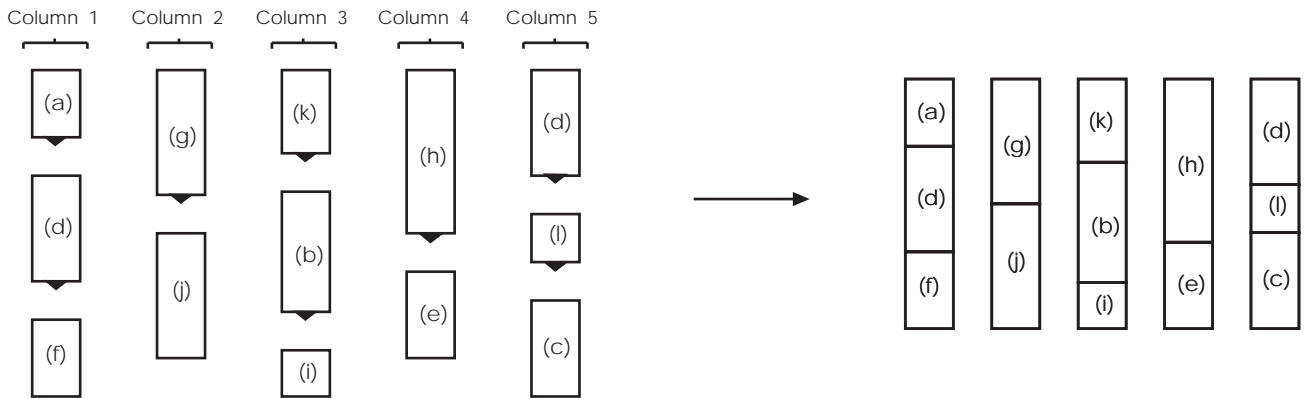 Column 1 Column 2 Column 3 Column 4 Column 5
(a) (g) (k) (h) (d)
(d) (j) (b) (e) (l)
(f) (i) (c)
(a) (g) (k) (h) (d)
(d) (j) (b) (e) (l)
(f) (i) (c)